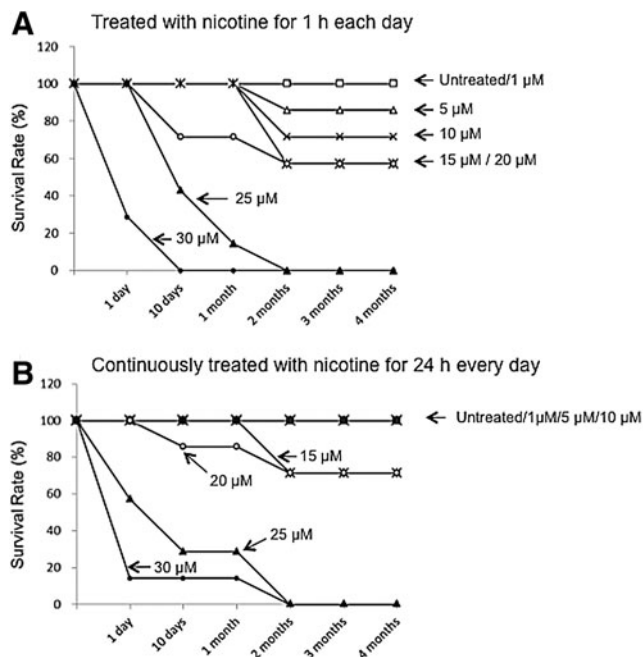 A
Treated with nicotine for 1 h each day
120
100
80
60
40
20
0
Survival Rate (%)
Untreated/1 µM
5 µM
10 µM
15 µM / 20 µM
25 µM
30 µM
1 day
10 days
1 month
2 months
3 months
4 months
B
Continuously treated with nicotine for 24 h every day
120
100
80
60
40
20
0
Survival Rate (%)
Untreated/1µM/5 µM/10 µM
15 µM
20 µM
25 µM
30 µM
1 day
10 days
1 month
2 months
3 months
4 months